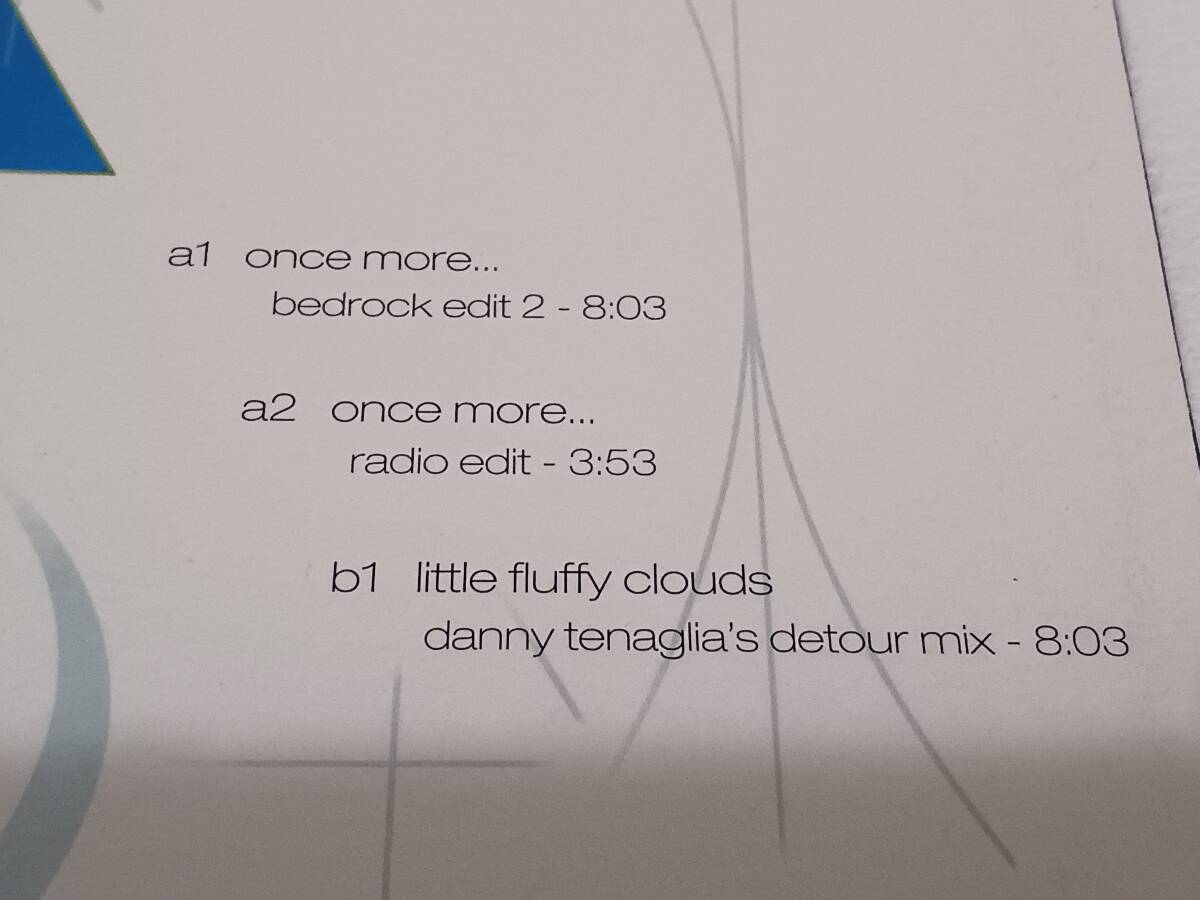 a1 once more...
bedrock edit 2 - 8:03
a2 once more...
radio edit - 3:53
b1 little fluffy clouds
danny tenaglia's detour mix - 8:03